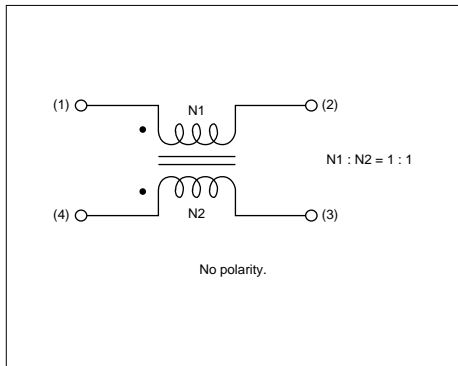 (1)
N1
(2)
N1 : N2 = 1 : 1
(4)
N2
(3)
No polarity.